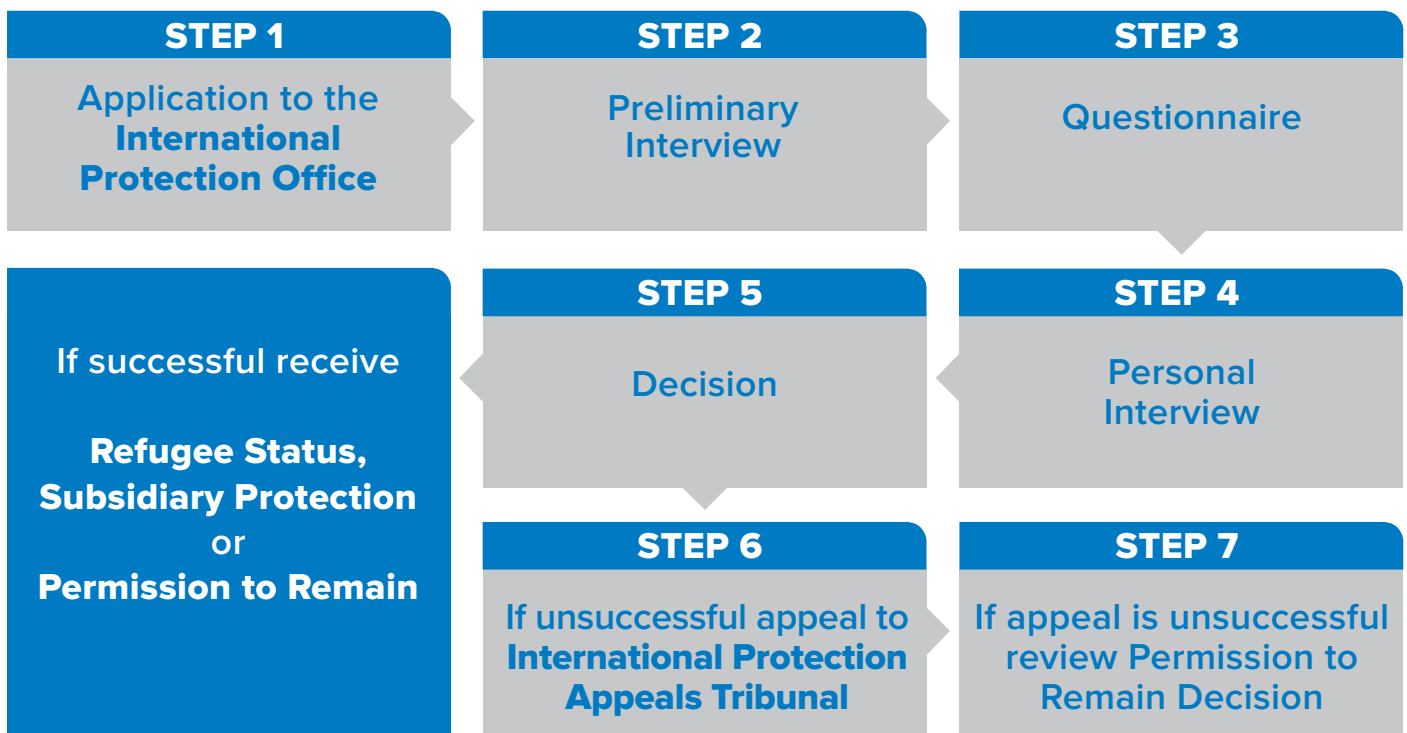 STEP 1
Application to the
International
Protection Office
STEP 2
Preliminary
Interview
STEP 3
Questionnaire
STEP 4
Personal
Interview
STEP 5
Decision
If successful receive
Refugee Status,
Subsidiary Protection
or
Permission to Remain
STEP 6
If unsuccessful appeal to
International Protection
Appeals Tribunal
STEP 7
If appeal is unsuccessful
review Permission to
Remain Decision